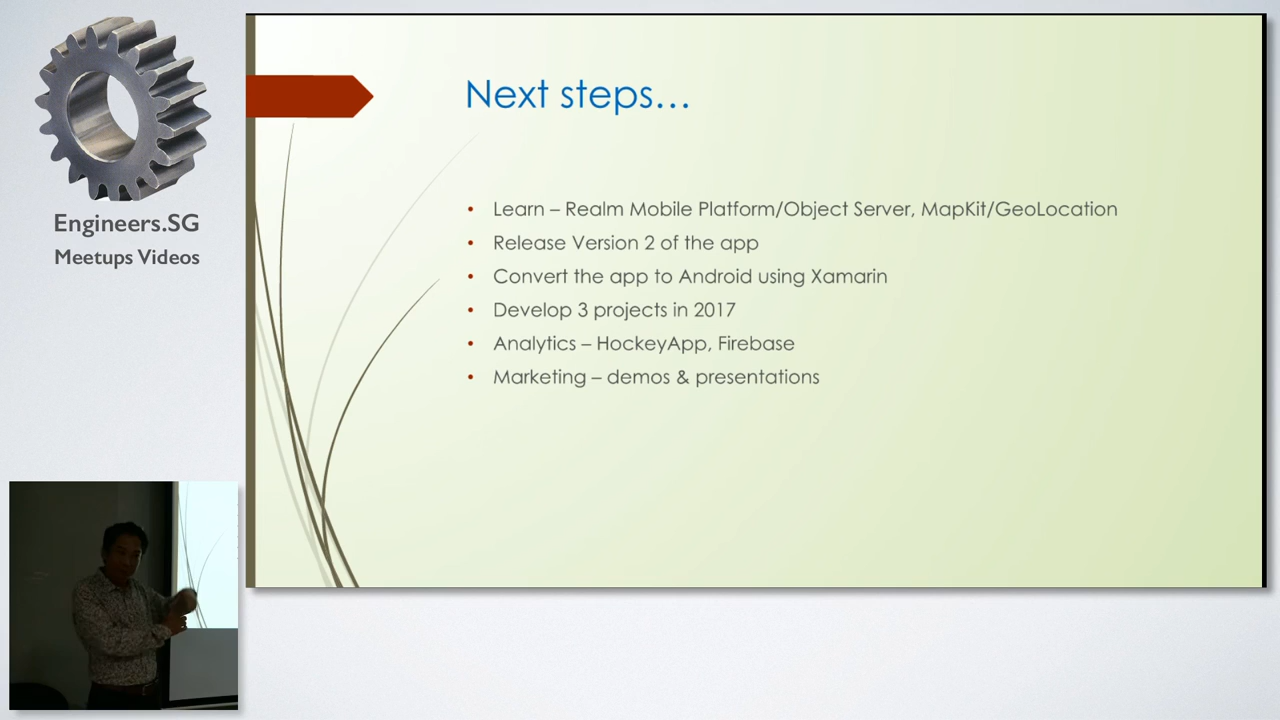 Engineers.SG
Meetups Videos
Next steps…
• Learn – Realm Mobile Platform/Object Server, MapKit/GeoLocation
• Release Version 2 of the app
• Convert the app to Android using Xamarin
• Develop 3 projects in 2017
• Analytics – HockeyApp, Firebase
• Marketing – demos & presentations